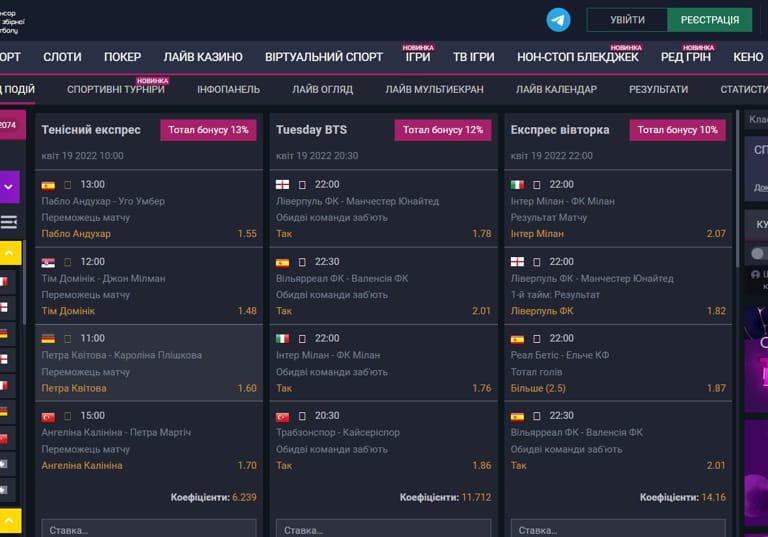 нсор
збірної
тболу
УВІЙТИ
РЕЄСТРАЦІЯ
НОВИНКА НОВИНКА НОВИНКА
ОРТ СЛОТИ ПОКЕР ЛАЙВ КАЗИНО ВІРТУАЛЬНИЙ СПОРТ ІГРИ ТВ ІГРИ НОН-СТОП БЛЕКДЖЕК РЕД ГРІН КЕНО
НОВИНКА
Д ПОДІЙ СПОРТИВНІ ТУРНІРИ ІНФОПАНЕЛЬ ЛАЙВ ОГЛЯД ЛАЙВ МУЛЬТИЕКРАН ЛАЙВ КАЛЕНДАР РЕЗУЛЬТАТИ СТАТИСТИ
2074
Тенісний експрес
Тотал бонусу 13%
квіт 19 2022 10:00
13:00
Пабло Андухар - Уго Умбер
Переможець матчу
Пабло Андухар 1.55
12:00
Тім Домінік - Джон Мілман
Переможець матчу
Тім Домінік 1.48
11:00
Петра Квітова - Кароліна Плішкова
Переможець матчу
Петра Квітова 1.60
15:00
Ангеліна Калініна - Петра Мартіч
Переможець матчу
Ангеліна Калініна 1.70
Коефіцієнти: 6.239
Ставка...
Tuesday BTS
Тотал бонусу 12%
квіт 19 2022 20:30
22:00
Ліверпуль ФК - Манчестер Юнайтед
Обидві команди заб'ють
Так 1.78
22:30
Вільярреал ФК - Валенсія ФК
Обидві команди заб'ють
Так 2.01
22:00
Інтер Мілан - ФК Мілан
Обидві команди заб'ють
Так 1.76
20:30
Трабзонспор - Кайсеріспор
Обидві команди заб'ють
Так 1.86
Коефіцієнти: 11.712
Ставка...
Експрес вівторка
Тотал бонусу 10%
квіт 19 2022 22:00
22:00
Інтер Мілан - ФК Мілан
Результат Матчу
Інтер Мілан 2.07
22:00
Ліверпуль ФК - Манчестер Юнайтед
1-й тайм: Результат
Ліверпуль ФК 1.82
22:00
Реал Бетіс - Ельче КФ
Тотал голів
Більше (2.5) 1.87
22:30
Вільярреал ФК - Валенсія ФК
Обидві команди заб'ють
Так 2.01
Коефіцієнти: 14.16
Ставка...
Клас
СП
Док
КУ